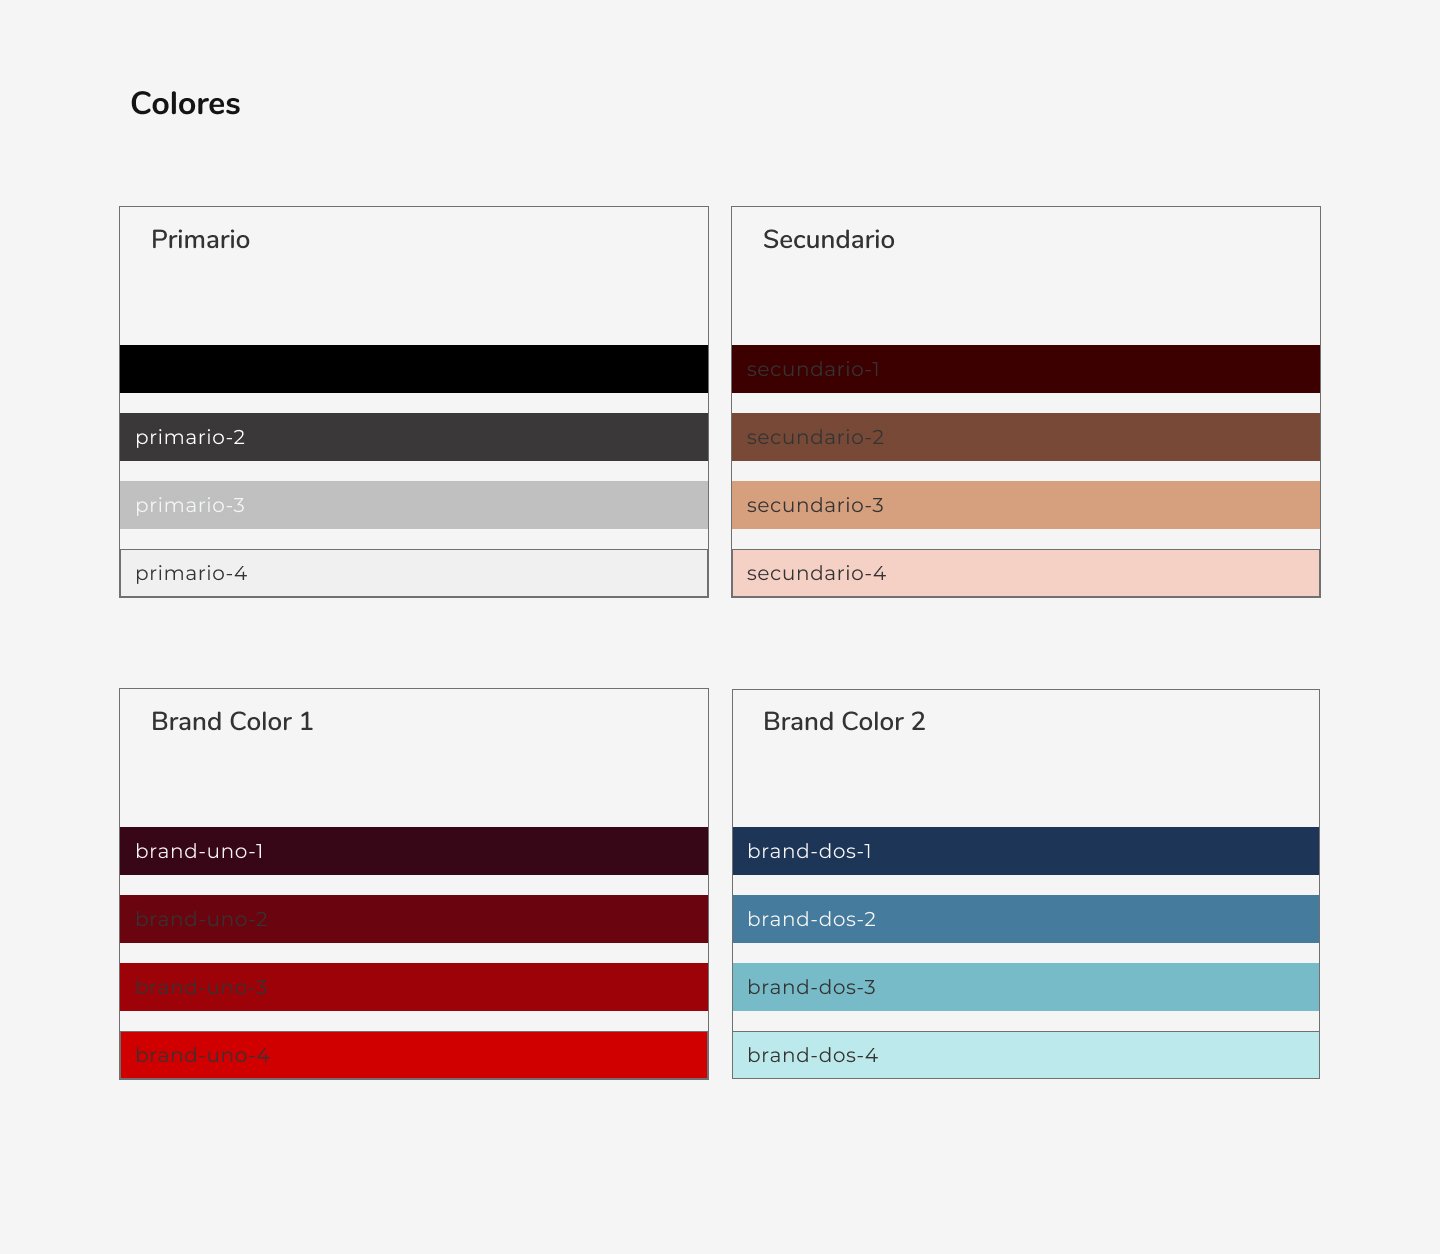 Colores
Primario
primario-2
primario-3
primario-4
Secundario
secundario-1
secundario-2
secundario-3
secundario-4
Brand Color 1
brand-uno-1
brand-uno-2
brand-uno-3
brand-uno-4
Brand Color 2
brand-dos-1
brand-dos-2
brand-dos-3
brand-dos-4